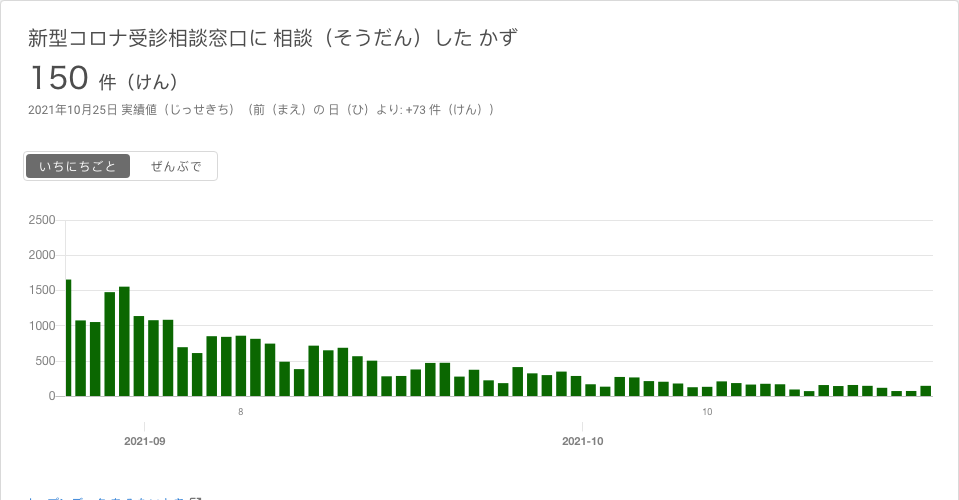 新型コロナ受診相談窓口に 相談（そうだん）した かず
150 件（けん）
2021年10月25日 実績値（じっせきち）（前（まえ）の 日（ひ）より: +73 件（けん））
いちにちごと ぜんぶで
2500
2000
1500
1000
500
0
8 10
2021-09 2021-10